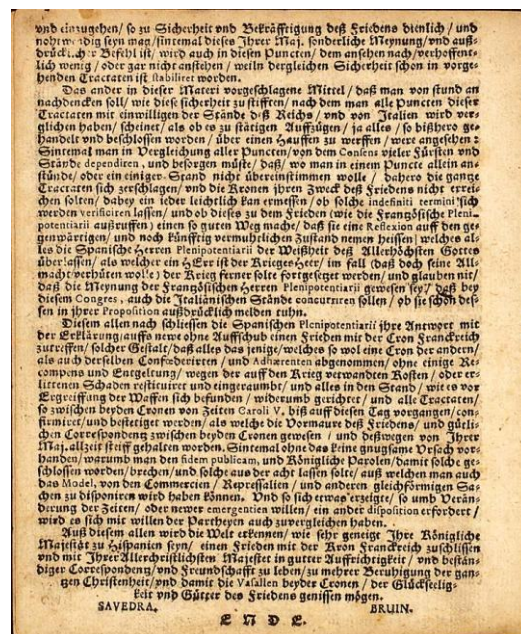 vnd einzugehen / so zu Sicherheit vnd Bekräfftigung deß Friedens dienlich / vnd
nohtwendig seyn mag / sintemal dieses Ihrer Maj. sonderliche Meynung / vnd auß-
drücklicher Befehl ist / wird auch in diesen Puncten / dem ansehen nach / verhoffent-
lich wenig / oder gar nicht anstehen / weiln dergleichen Sicherheit schon in vorge-
henden Tractaten ist stabiliret worden.
Das ander in dieser Materi vorgeschlagene Mittel / daß man von stund an
nachdencken soll / wie diese sicherheit zu stifften / nach dem man alle Puncten dieser
Tractaten mit einwilligen der Stände deß Reichs / vnd von Italien wird ver-
glichen haben / scheinet / als ob es zu stätigen Auffzügen / ja alles / so bißhero ge-
handelt vnd beschlossen worden / über einen Hauffen zu werffen / were angesehen:
Sintemal man in Vergleichung aller Puncten / von dem Consens vieler Fürsten vnd
Stände dependiren, vnd besorgen müste / daß / wo man in einem Puncte allein an-
stünde / oder ein einiger Stand nicht übereinstimmen wolle / dahero die gantze
Tractaten sich zerschlagen / vnd die Kronen jhren Zweck deß Friedens nicht errei-
chen solten / dabey ein jeder leichtlich kan ermessen / ob solche indefiniti termini sich
werden verificiren lassen / vnd ob dieses zu dem Frieden (wie die Frantzösische Pleni-
potentiarii außruffen) einen so guten Weg mache / daß sie eine Reflexion auff den ge-
genwärtigen / vnd noch künfftig vermuhlichen Zustand nemen heissen / welches al-
les die Spanische Herren Plenipotentiarii der Weißheit deß Allerhöchsten Gottes
überlassen / als welcher ein HErr ist der Kriegesheer / im fall (daß doch seine All-
macht verhüten wolle) der Krieg ferner solte fortgesetzet werden / vnd glauben nit /
daß die Meynung der Frantzösischen Herren Plenipotentiarii gewesen sey / daß bey
diesem Congres, auch die Italiänischen Stände concurriren sollen / ob sie schon des-
sen in ihrer Proposition außdrücklich melden tuhn.
Diesem allen nach schliessen die Spanischen Plenipotentiarii jhre Antwort mit
der Erklärung / auffs newe ohne Auffschub einen Frieden mit der Cron Franckreich
zutreffen / solcher Gestalt / daß alles das jenige / welches so wol eine Cron der andern /
als auch derselben Confoederirten / vnd Adhærenten abgenommen / ohne einige Re-
compens vnd Entgeltung / wegen der auff den Krieg verwandten Kosten / oder er-
littenen Schaden restituiret vnd eingeraumbt / vnd alles in den Stand / wie es vor
Ergreiffung der Waffen sich befunden / widerumb gerichtet / vnd alle Tractaten /
so zwischen beyden Cronen von Zeiten Caroli V. biß auff diesen Tag vorgangen / con-
firmiret / vnd bestetiget werden / als welche die Vormaure deß Friedens / vnd gütli-
chen Correspondentz zwischen beyden Cronen gewesen / vnd deßwegen von Ihrer
Maj. allzeit steiff gehalten worden. Sintemal ohne das keine gnugsame Vrsach vor-
handen / warumb man den fidem publicam, vnd Königliche Parolen / damit solche ge-
schlossen worden / brechen / vnd solche aus der acht lassen solte / auß welchen man auch
das Model, von den Commercien / Repressalien / vnd anderen gleichförmigen Sa-
chen zu disponiren wird haben können. Vnd so sich etwas erzeigte / so umb Verän-
derung der Zeiten / oder newer emergentien willen / ein ander disposition erfordert /
wird es sich mit willen der Partheyen auch zuvergleichen haben.
Auß diesem allen wird die Welt erkennen / wie sehr geneigt Ihre Königliche
Majestät zu Hispanien seyn / einen Frieden mit der Kron Franckreich zuschlissen
vnd mit Ihrer Allerchristlichsten Majestet in gutter Auffrichtigkeit / vnd bestän-
diger Correspondentz / vnd Freundschafft zu leben / zu mehrer Beruhigung der gan-
tzen Christenheit / vnd damit die Vasallen beyder Cronen / der Glückseelig-
keit vnd Gütter des Friedens geniessen mögen.
SAVEDRA. BRUIN.
ENDE.